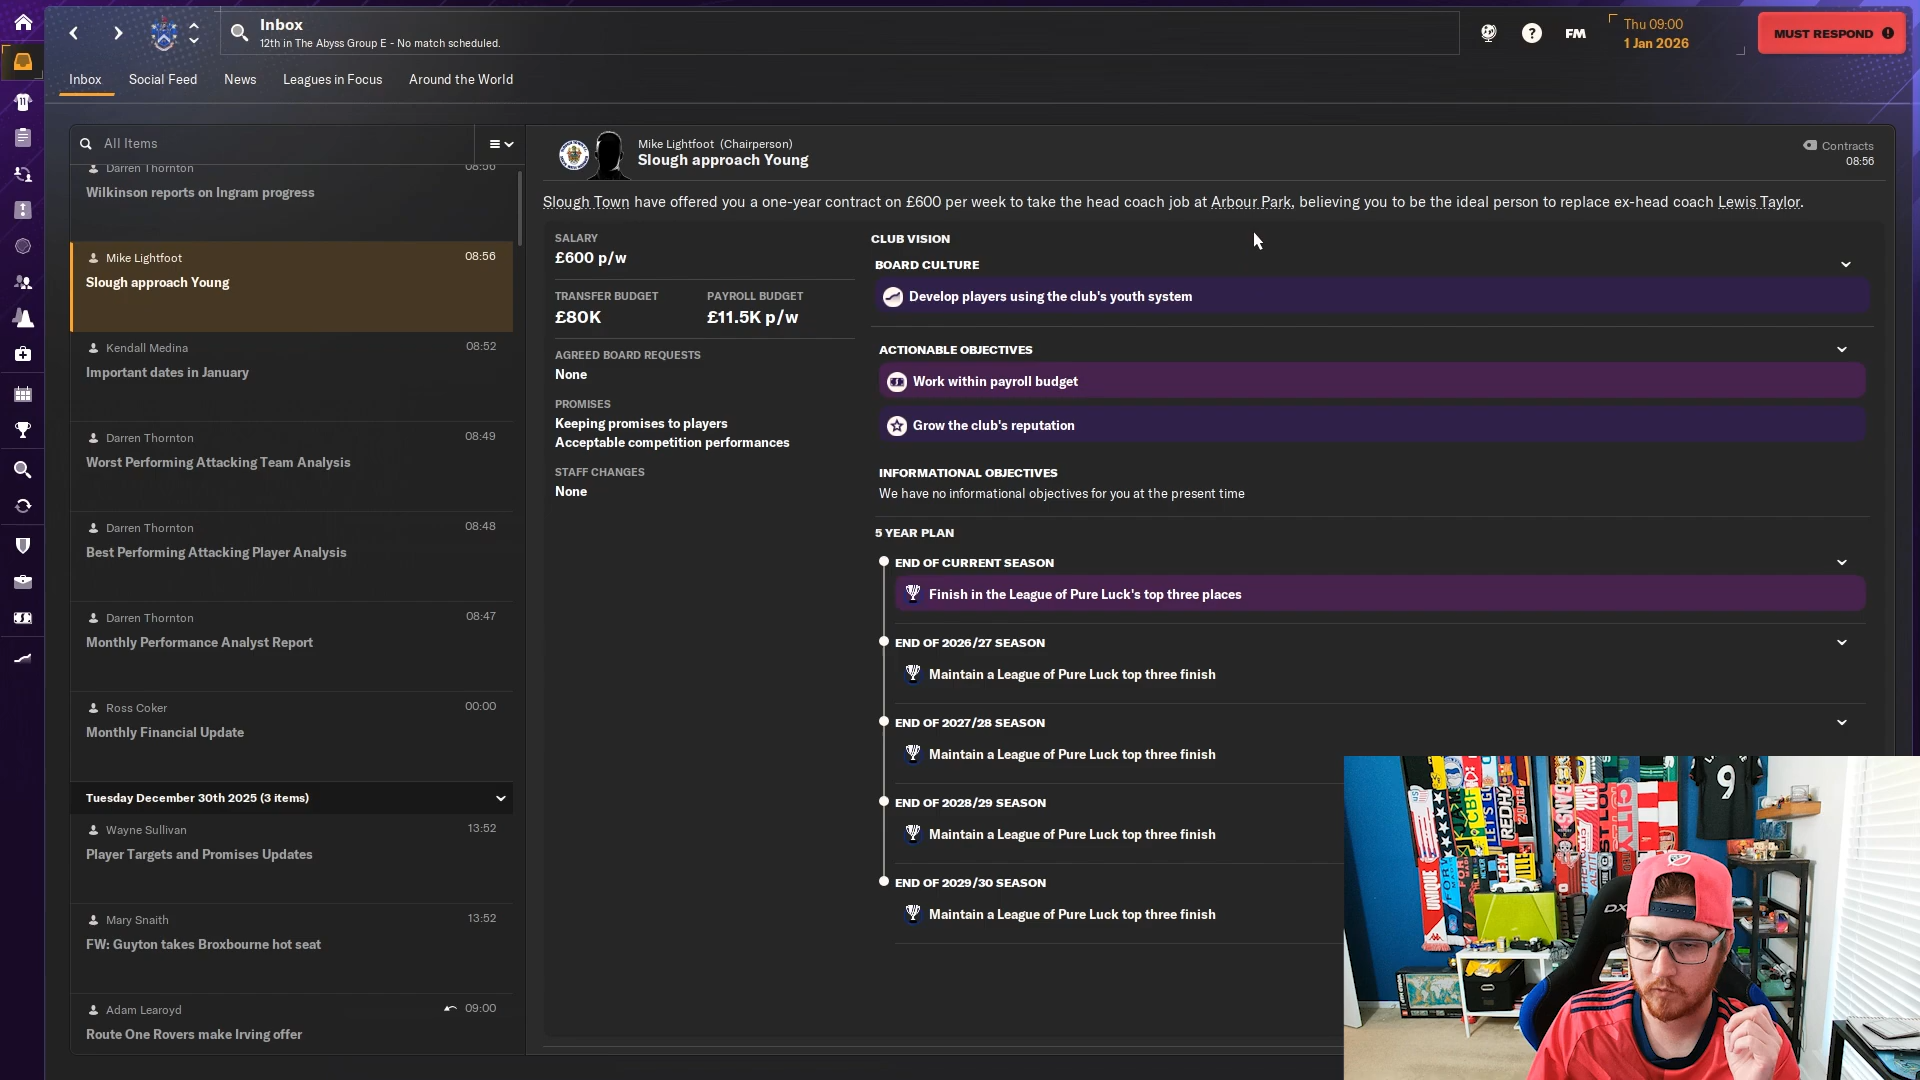 Inbox
12th in The Abyss Group E - No match scheduled.
FM
Thu 09:00
1 Jan 2026
MUST RESPOND
Inbox
Social Feed
News
Leagues in Focus
Around the World
All Items
Darren Thornton
08:56
Wilkinson reports on Ingram progress
Mike Lightfoot
08:56
Slough approach Young
Kendall Medina
08:52
Important dates in January
Darren Thornton
08:49
Worst Performing Attacking Team Analysis
Darren Thornton
08:48
Best Performing Attacking Player Analysis
Darren Thornton
08:47
Monthly Performance Analyst Report
Ross Coker
00:00
Monthly Financial Update
Tuesday December 30th 2025 (3 items)
Wayne Sullivan
13:52
Player Targets and Promises Updates
Mary Snaith
13:52
FW: Guyton takes Broxbourne hot seat
Adam Learoyd
09:00
Route One Rovers make Irving offer
Mike Lightfoot (Chairperson)
Slough approach Young
Contracts
08:56
Slough Town have offered you a one-year contract on £600 per week to take the head coach job at Arbour Park, believing you to be the ideal person to replace ex-head coach Lewis Taylor.
SALARY
£600 p/w
TRANSFER BUDGET
£80K
PAYROLL BUDGET
£11.5K p/w
AGREED BOARD REQUESTS
None
PROMISES
Keeping promises to players
Acceptable competition performances
STAFF CHANGES
None
CLUB VISION
BOARD CULTURE
Develop players using the club's youth system
ACTIONABLE OBJECTIVES
Work within payroll budget
Grow the club's reputation
INFORMATIONAL OBJECTIVES
We have no informational objectives for you at the present time
5 YEAR PLAN
END OF CURRENT SEASON
Finish in the League of Pure Luck's top three places
END OF 2026/27 SEASON
Maintain a League of Pure Luck top three finish
END OF 2027/28 SEASON
Maintain a League of Pure Luck top three finish
END OF 2028/29 SEASON
Maintain a League of Pure Luck top three finish
END OF 2029/30 SEASON
Maintain a League of Pure Luck top three finish
9
UNIQUE
CITY
DX